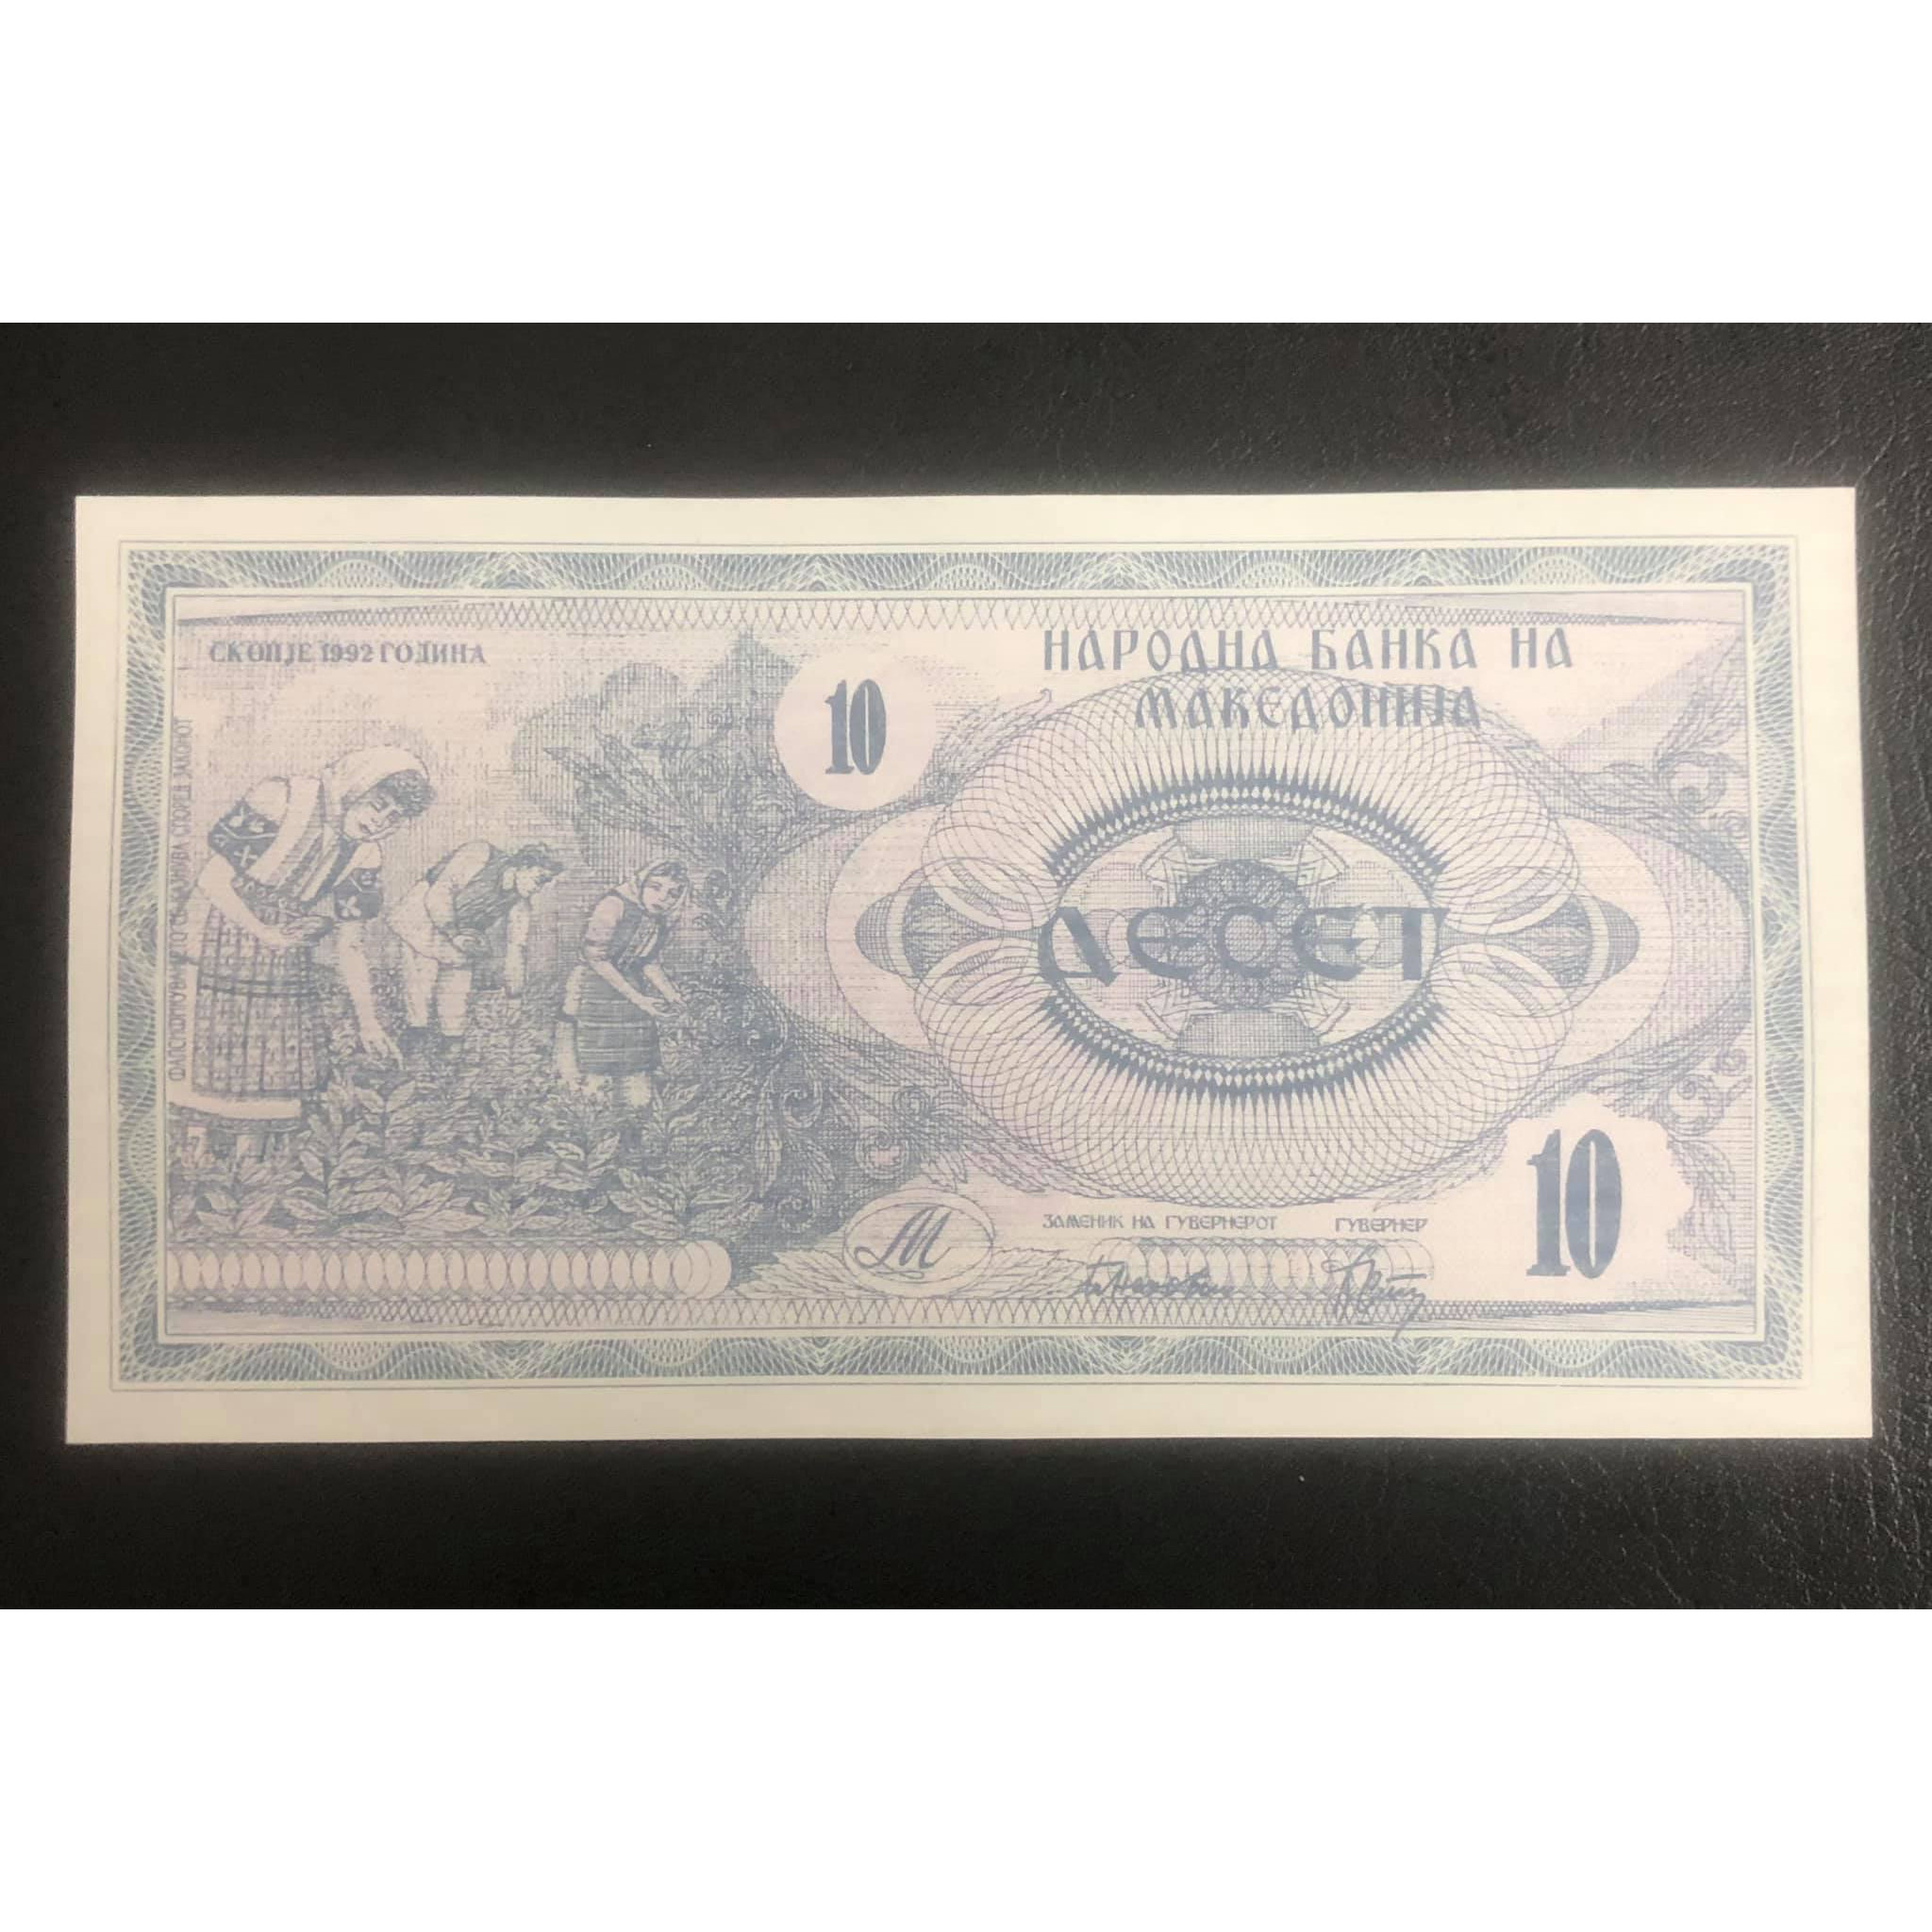 СКОПЈЕ 1992 ГОДИНА
10
НАРОДНА БАНКА НА
МАКЕДОНИЈА
ДЕСЕТ
10
М
ЗАМЕНИК НА ГУВЕРНЕРОТ
ГУВЕРНЕР